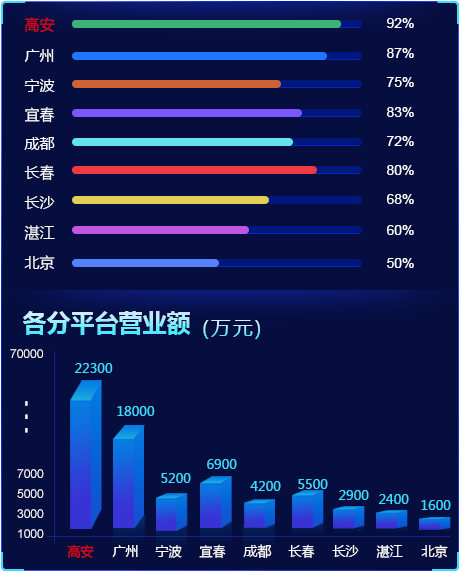 高安 92%
广州 87%
宁波 75%
宜春 83%
成都 72%
长春 80%
长沙 68%
湛江 60%
北京 50%
各分平台营业额 (万元)
70000
22300
18000
5200
6900
4200
5500
2900
2400
1600
7000
5000
3000
1000
高安 广州 宁波 宜春 成都 长春 长沙 湛江 北京